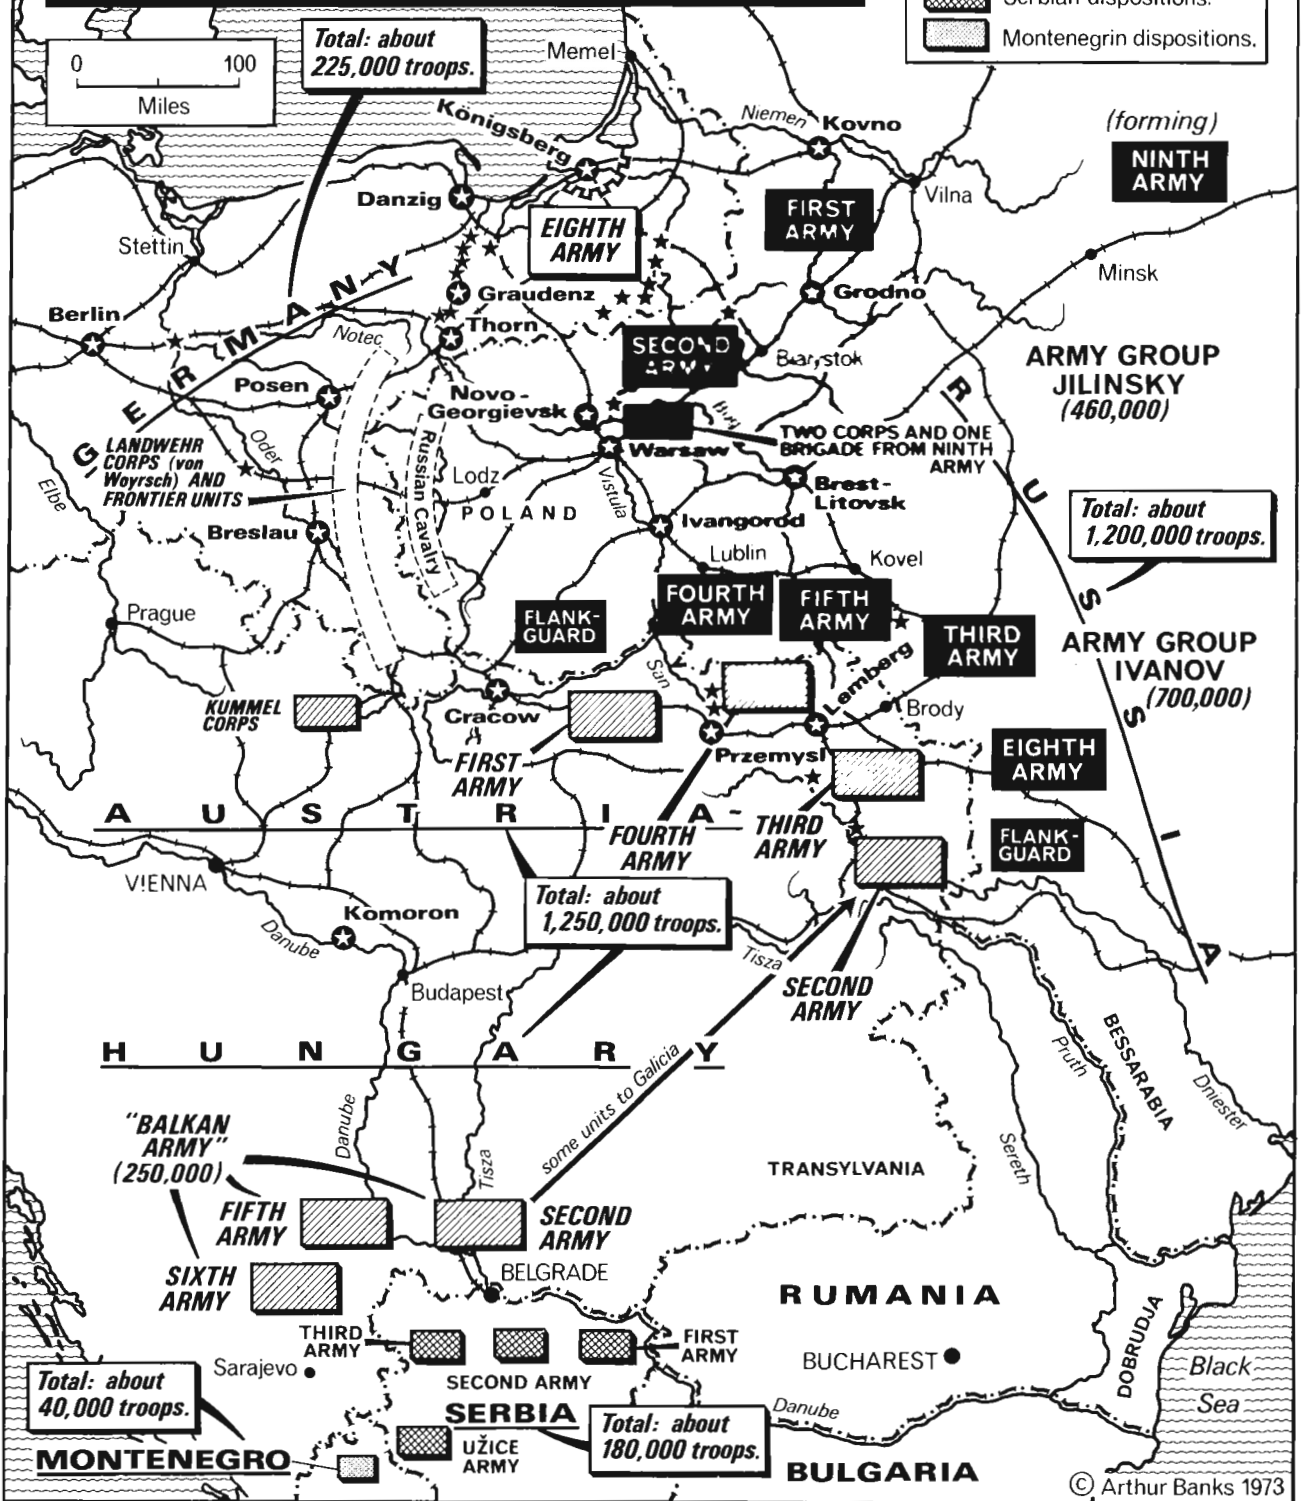 Serbian dispositions.
Montenegrin dispositions.
0 100
Miles
Total: about
225,000 troops.
Memel
Königsberg
Niemen
Kovno
(forming)
NINTH
ARMY
Vilna
Danzig
EIGHTH
ARMY
FIRST
ARMY
Stettin
Minsk
GERMANY
Graudenz
Grodno
Berlin
Notec
Thorn
SECOND
ARMY
ARMY GROUP
JILINSKY
(460,000)
Posen
Novo-
Georgievsk
RUSSIA
LANDWEHR
CORPS (von
Woyrsch) AND
FRONTIER UNITS
Oder
Russian Cavalry
Warsaw
TWO CORPS AND ONE
BRIGADE FROM NINTH
ARMY
Elbe
Lodz
Vistula
Brest-
Litovsk
Total: about
1,200,000 troops.
POLAND
Breslau
Ivangorod
Lublin
Kovel
Prague
FLANK-
GUARD
FOURTH
ARMY
FIFTH
ARMY
THIRD
ARMY
ARMY GROUP
IVANOV
(700,000)
San
Lemberg
KUMMEL
CORPS
Cracow
Brody
FIRST
ARMY
Przemysl
EIGHTH
ARMY
AUSTRIA-
FOURTH
ARMY
THIRD
ARMY
FLANK-
GUARD
VIENNA
Total: about
1,250,000 troops.
Komoron
Danube
Tisza
Budapest
SECOND
ARMY
HUNGARY
BESSARABIA
Pruth
Dniester
some units to Galicia
"BALKAN
ARMY"
(250,000)
Danube
Tisza
Sereth
TRANSYLVANIA
FIFTH
ARMY
SECOND
ARMY
SIXTH
ARMY
BELGRADE
RUMANIA
THIRD
ARMY
FIRST
ARMY
DOBRUDJA
Sarajevo
SECOND ARMY
BUCHAREST
Black
Sea
Total: about
40,000 troops.
SERBIA
Total: about
180,000 troops.
Danube
MONTENEGRO
UŽICE
ARMY
BULGARIA
© Arthur Banks 1973